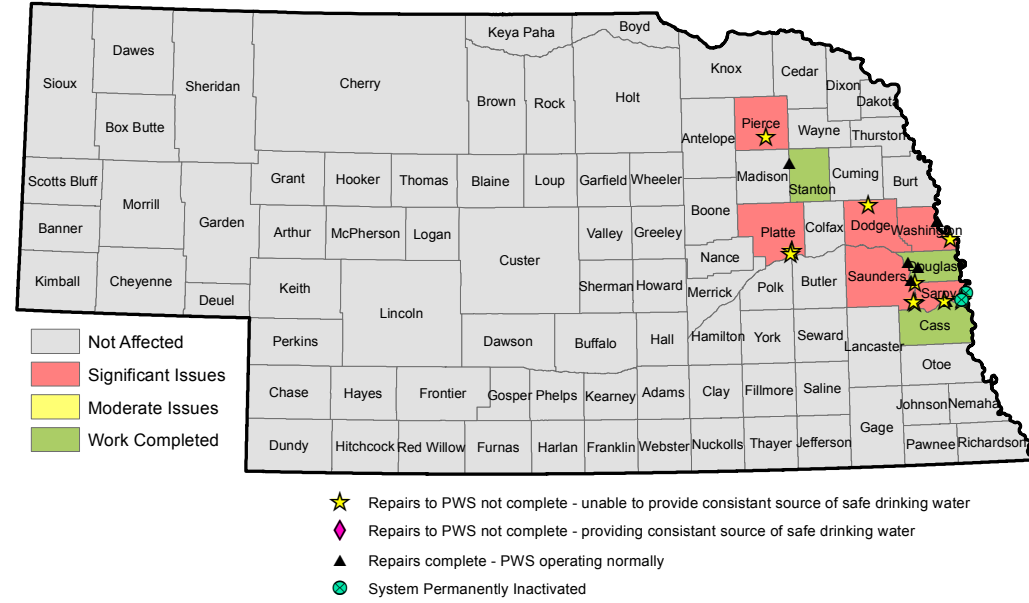 Keya Paha
Boyd
Dawes
Knox
Cedar
Sioux
Sheridan
Cherry
Dixon
Brown
Rock
Holt
Dakota
Box Butte
Pierce
Wayne
Thurston
Antelope
Scotts Bluff
Grant
Hooker
Thomas
Blaine
Loup
Garfield
Wheeler
Madison
Stanton
Cuming
Burt
Morrill
Garden
Boone
Banner
Arthur
McPherson
Logan
Valley
Greeley
Platte
Colfax
Dodge
Washington
Custer
Nance
Douglas
Kimball
Cheyenne
Keith
Sherman
Howard
Merrick
Polk
Butler
Saunders
Sarpy
Deuel
Lincoln
Cass
Perkins
Dawson
Buffalo
Hall
Hamilton
York
Seward
Lancaster
Otoe
Chase
Hayes
Frontier
Gosper
Phelps
Kearney
Adams
Clay
Fillmore
Saline
Johnson
Nemaha
Gage
Dundy
Hitchcock
Red Willow
Furnas
Harlan
Franklin
Webster
Nuckolls
Thayer
Jefferson
Pawnee
Richardson
Not Affected
Significant Issues
Moderate Issues
Work Completed
Repairs to PWS not complete - unable to provide consistant source of safe drinking water
Repairs to PWS not complete - providing consistant source of safe drinking water
Repairs complete - PWS operating normally
System Permanently Inactivated